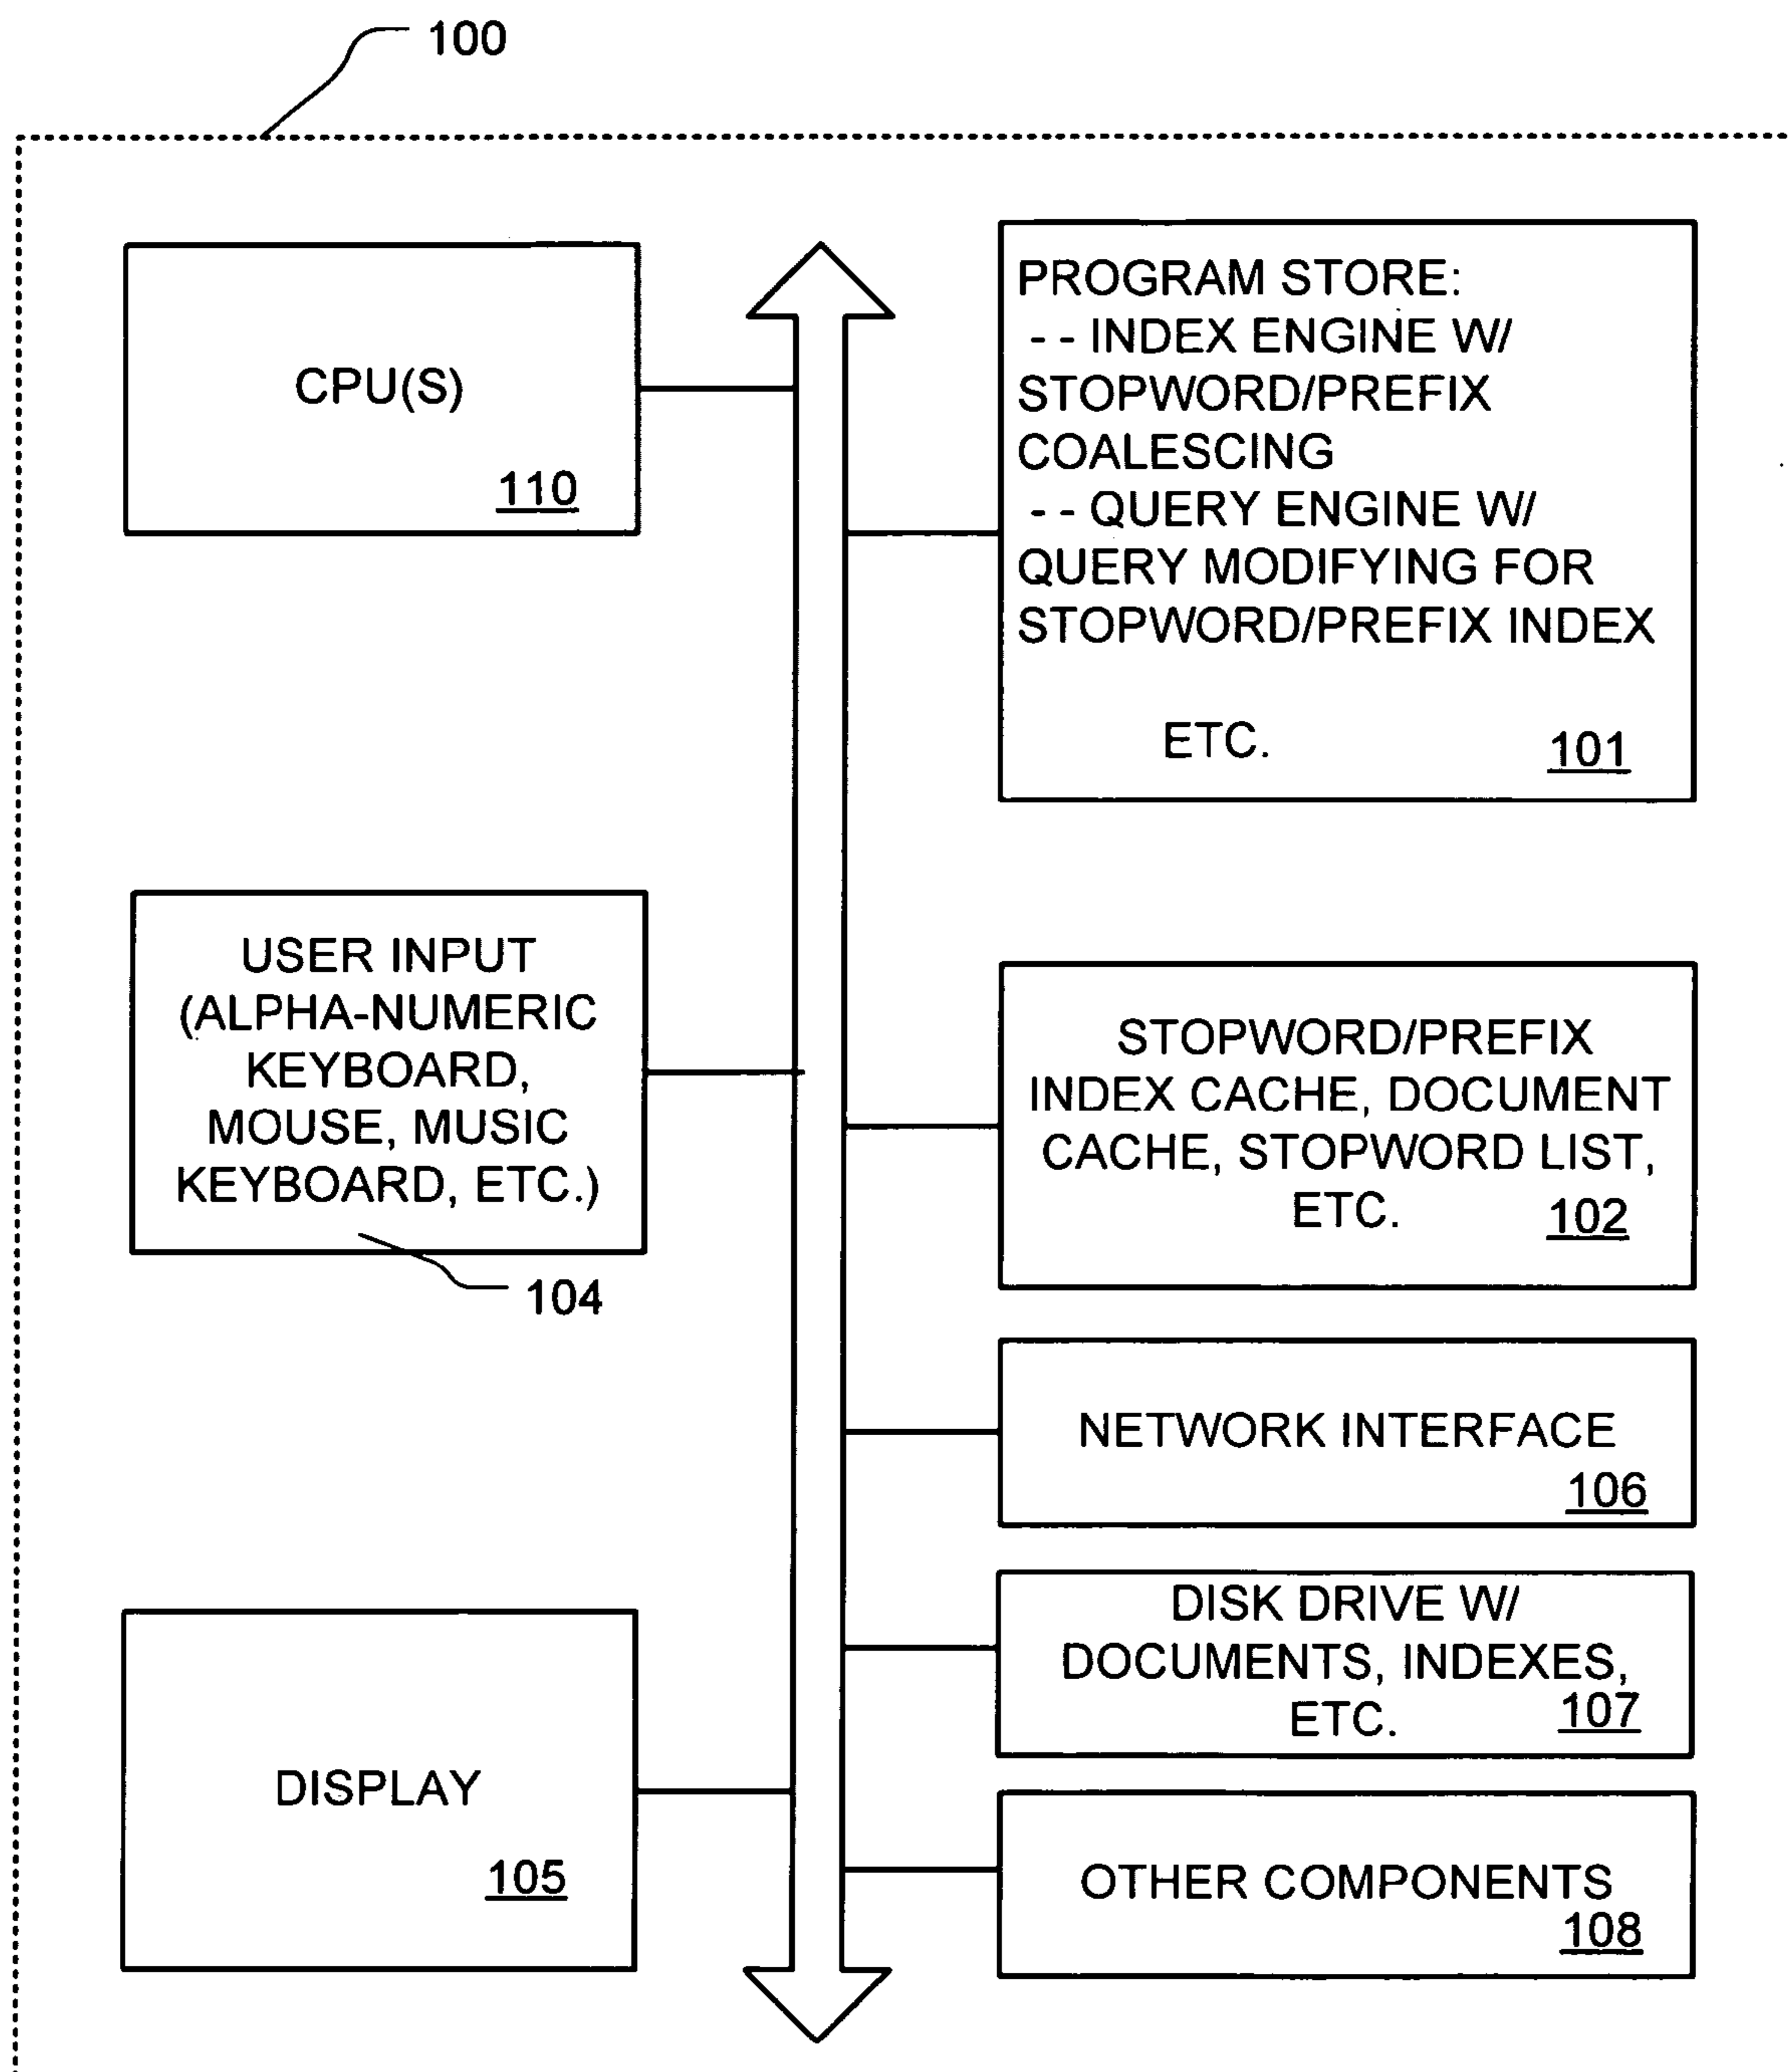 100
CPU(S)
110
PROGRAM STORE:
- - INDEX ENGINE W/
STOPWORD/PREFIX
COALESCING
- - QUERY ENGINE W/
QUERY MODIFYING FOR
STOPWORD/PREFIX INDEX
ETC.
101
USER INPUT
(ALPHA-NUMERIC
KEYBOARD,
MOUSE, MUSIC
KEYBOARD, ETC.)
104
STOPWORD/PREFIX
INDEX CACHE, DOCUMENT
CACHE, STOPWORD LIST,
ETC.
102
NETWORK INTERFACE
106
DISK DRIVE W/
DOCUMENTS, INDEXES,
ETC.
107
DISPLAY
105
OTHER COMPONENTS
108